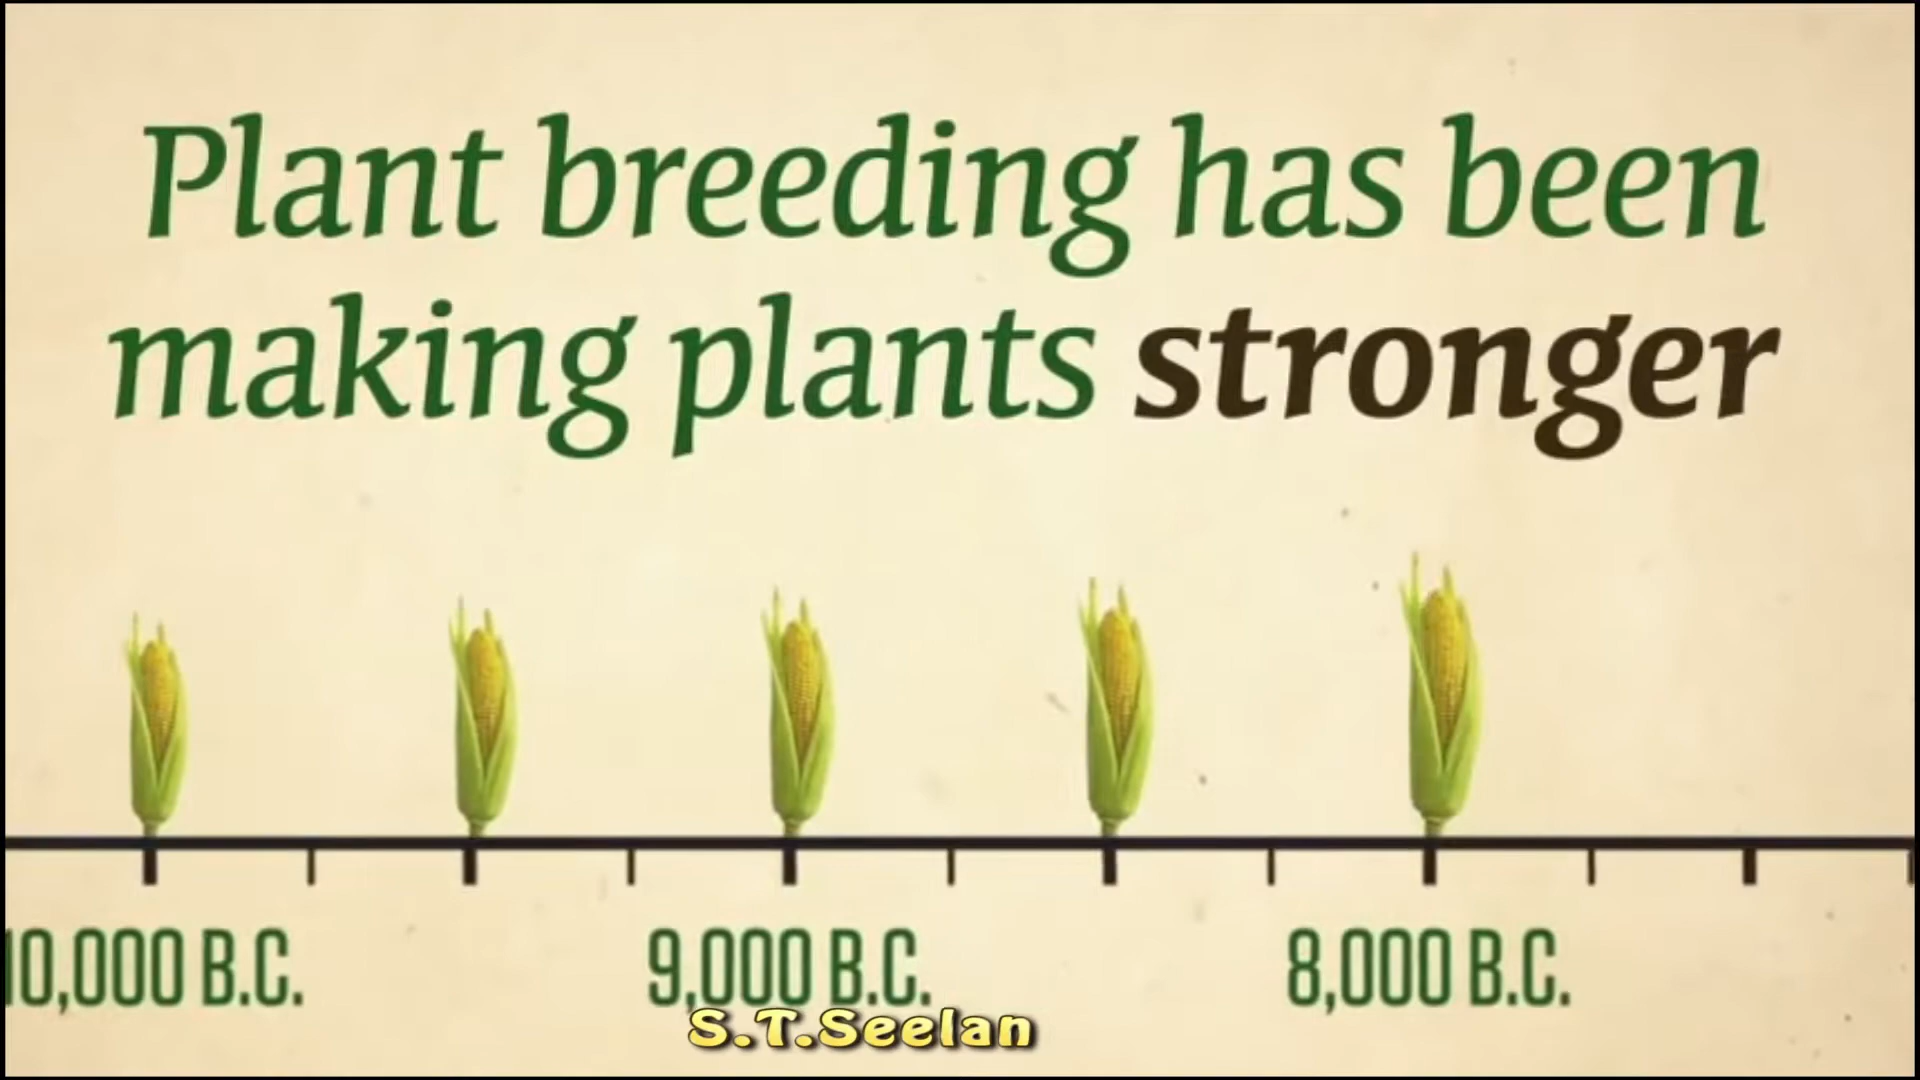 Plant breeding has been
making plants stronger
10,000 B.C. 9,000 B.C. 8,000 B.C.
S.T.Seelan